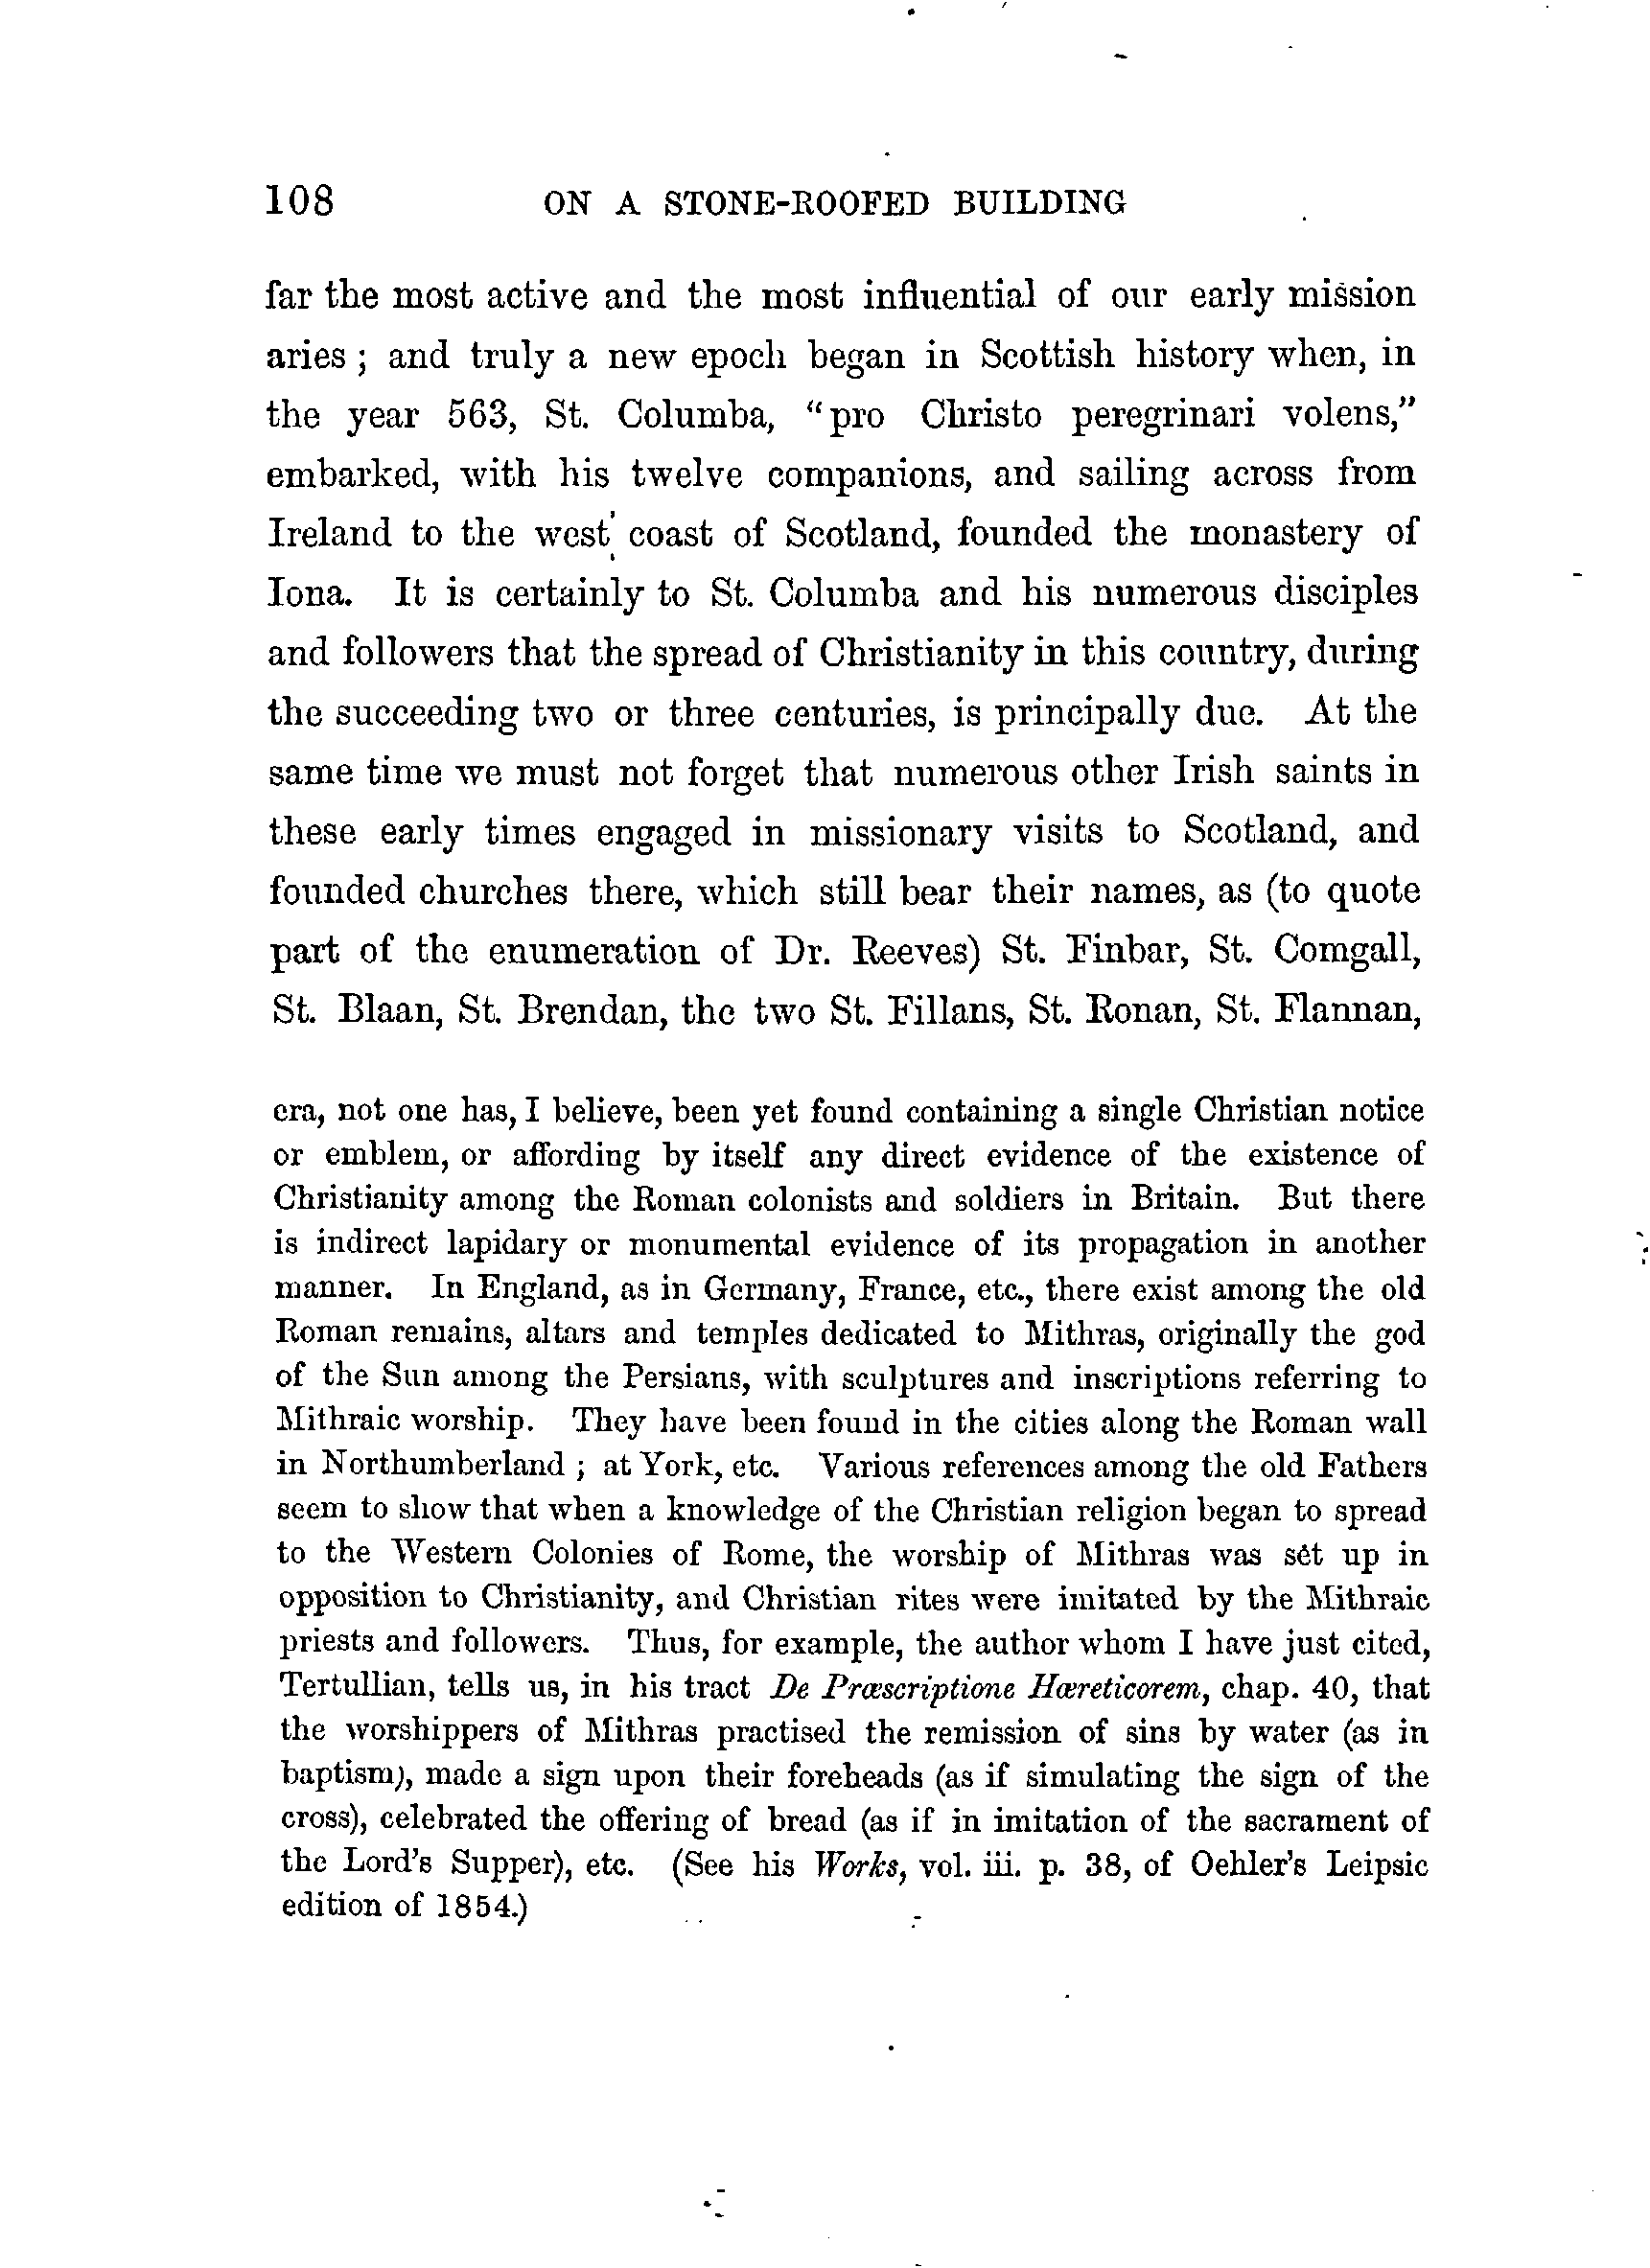 108 ON A STONE-ROOFED BUILDING
far the most active and the most influential of our early mission
aries ; and truly a new epoch began in Scottish history when, in
the year 563, St. Columba, “pro Christo peregrinari volens,”
embarked, with his twelve companions, and sailing across from
Ireland to the west coast of Scotland, founded the monastery of
Iona. It is certainly to St. Columba and his numerous disciples
and followers that the spread of Christianity in this country, during
the succeeding two or three centuries, is principally due. At the
same time we must not forget that numerous other Irish saints in
these early times engaged in missionary visits to Scotland, and
founded churches there, which still bear their names, as (to quote
part of the enumeration of Dr. Reeves) St. Finbar, St. Comgall,
St. Blaan, St. Brendan, the two St. Fillans, St. Ronan, St. Flannan,
era, not one has, I believe, been yet found containing a single Christian notice
or emblem, or affording by itself any direct evidence of the existence of
Christianity among the Roman colonists and soldiers in Britain. But there
is indirect lapidary or monumental evidence of its propagation in another
manner. In England, as in Germany, France, etc., there exist among the old
Roman remains, altars and temples dedicated to Mithras, originally the god
of the Sun among the Persians, with sculptures and inscriptions referring to
Mithraic worship. They have been found in the cities along the Roman wall
in Northumberland ; at York, etc. Various references among the old Fathers
seem to show that when a knowledge of the Christian religion began to spread
to the Western Colonies of Rome, the worship of Mithras was set up in
opposition to Christianity, and Christian rites were imitated by the Mithraic
priests and followers. Thus, for example, the author whom I have just cited,
Tertullian, tells us, in his tract De Præscriptione Hæreticorem, chap. 40, that
the worshippers of Mithras practised the remission of sins by water (as in
baptism), made a sign upon their foreheads (as if simulating the sign of the
cross), celebrated the offering of bread (as if in imitation of the sacrament of
the Lord’s Supper), etc. (See his Works, vol. iii. p. 38, of Oehler’s Leipsic
edition of 1854.)